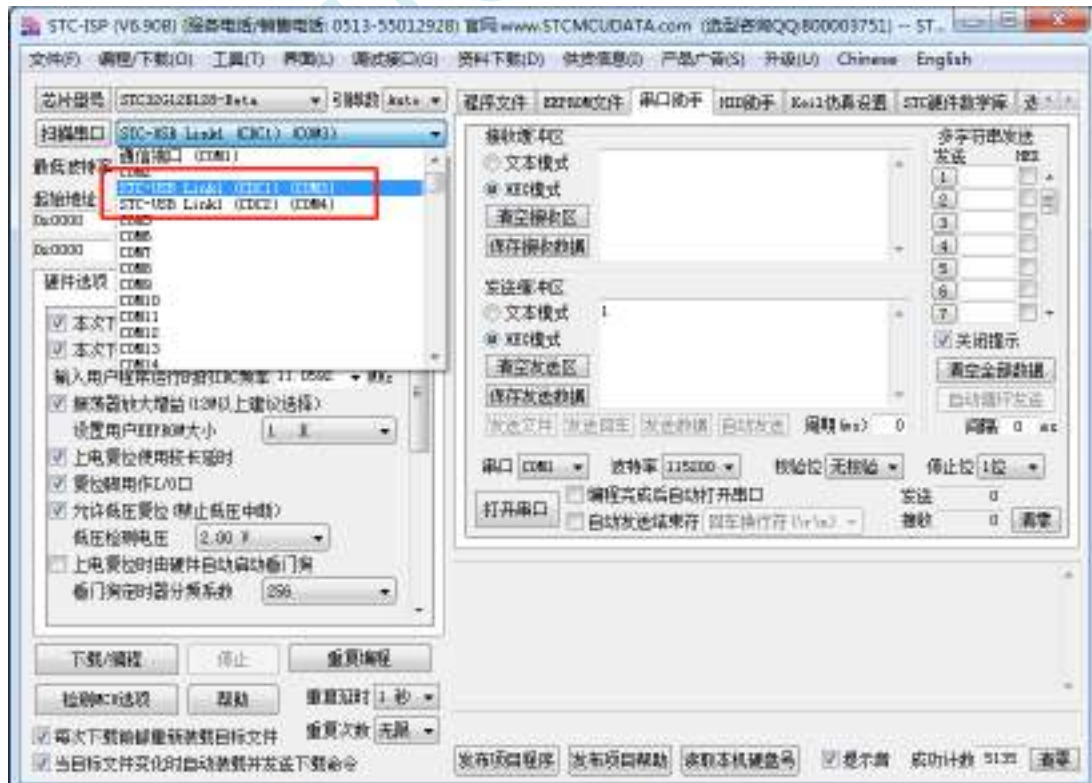 STC-ISP (V6.90B) (服务电话/销售电话: 0513-55012928) 官网:www.STCMCUDATA.com (选型咨询QQ:800003751) -- ST...
文件(F) 编程/下载(O) 工具(T) 界面(L) 调试接口(G) 资料下载(D) 供货信息(I) 产品广告(S) 升级(U) Chinese English
芯片型号 STC32G12K128-Beta 引脚数 Auto
程序文件 EEPROM文件 串口助手 HID助手 Keil仿真设置 STC硬件数学库 选
扫描串口 STC-USB Link1 (CDC1) (COM3)
最低波特率
起始地址
0x0000
0x0000
通信端口 (COM1)
COM2
STC-USB Link1 (CDC1) (COM3)
STC-USB Link1 (CDC2) (COM4)
COM5
COM6
COM7
COM8
COM9
COM10
COM11
COM12
COM13
COM14
硬件选项
本次下
本次下
输入用户程序运行时的IRC频率 11.0592 MHz
振荡器放大增益(12M以上建议选择)
设置用户EEPROM大小 1 K
上电复位使用较长延时
复位脚用作I/O口
允许低压复位(禁止低压中断)
低压检测电压 2.00 V
上电复位时由硬件自动启动看门狗
看门狗定时器分频系数 256
下载/编程 停止 重复编程
检测MCU选项 帮助 重复延时 1 秒
重复次数 无限
每次下载前都重新装载目标文件
当目标文件变化时自动装载并发送下载命令
接收缓冲区
文本模式
HEX模式
清空接收区
保存接收数据
发送缓冲区
文本模式
1
HEX模式
清空发送区
保存发送数据
发送文件 发送回车 发送数据 自动发送 周期(ms) 0
多字符串发送
发送 HEX
1
2
3
4
5
6
7
关闭提示
清空全部数据
自动循环发送
间隔 0 ms
串口 COM1 波特率 115200 校验位 无校验 停止位 1位
打开串口
编程完成后自动打开串口
自动发送结束符 回车换行符(\r\n)
发送 0
接收 0 清零
发布项目程序 发布项目帮助 读取本机硬盘号 提示音 成功计数 5135 清零